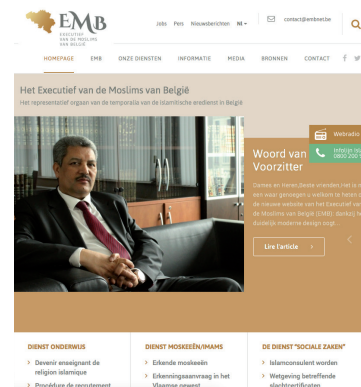 EMB
EXECUTIEF
VAN DE MOSLIMS
VAN BELGIË
Jobs Pers Nieuwsberichten Nl
contact@embnet.be
HOMEPAGE EMB ONZE DIENSTEN INFORMATIE MEDIA BRONNEN CONTACT
Het Executief van de Moslims van België
Het representatief orgaan van de temporalia van de islamitische eredienst in België
Webradio
Infolijn
0800 200
Woord van
Voorzitter
Dames en Heren,Beste vrienden,Het is
een waar genoegen u welkom te heten
de nieuwe website van het Executief van
de Moslims van België (EMB). dankzij
duidelijk moderne design oogt...
Lire l'article
DIENST ONDERWIJS
Devenir enseignant de
religion islamique
Procédure de recrutement
DIENST MOSKEEËN/IMAMS
Erkende moskeeën
Erkenningsaanvraag in het
Vlaamse gewest
DE DIENST "SOCIALE ZAKEN"
Islamconsulent worden
Wetgeving betreffende
slachtcertificaten